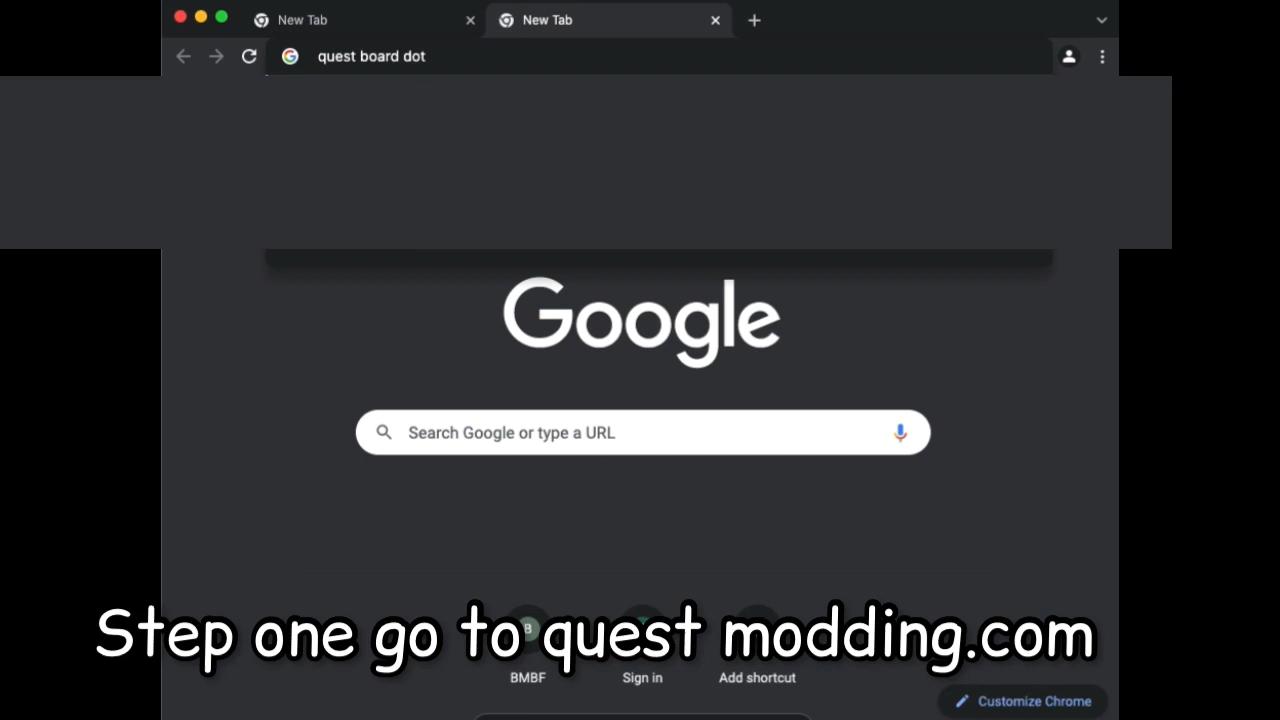 New Tab
New Tab
quest board dot
Google
Search Google or type a URL
Step one go to quest modding.com
B
BMBF
Sign in
Add shortcut
Customize Chrome